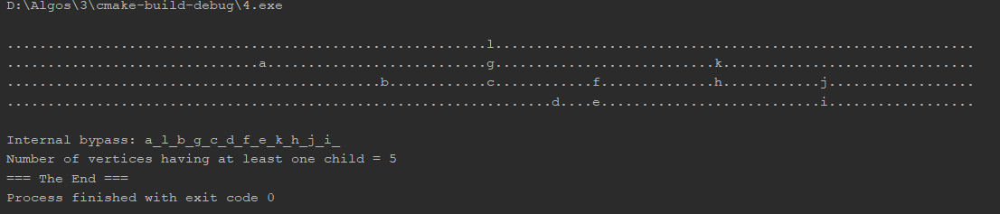 D:\Algos\3\cmake-build-debug\4.exe
...........................................................l...........................................................
...............................a...........................g...........................k...............................
..............................................b............c............f..............h............j..................
...................................................................d....e...........................i..................
Internal bypass: a_l_b_g_c_d_f_e_k_h_j_i_
Number of vertices having at least one child = 5
=== The End ===
Process finished with exit code 0